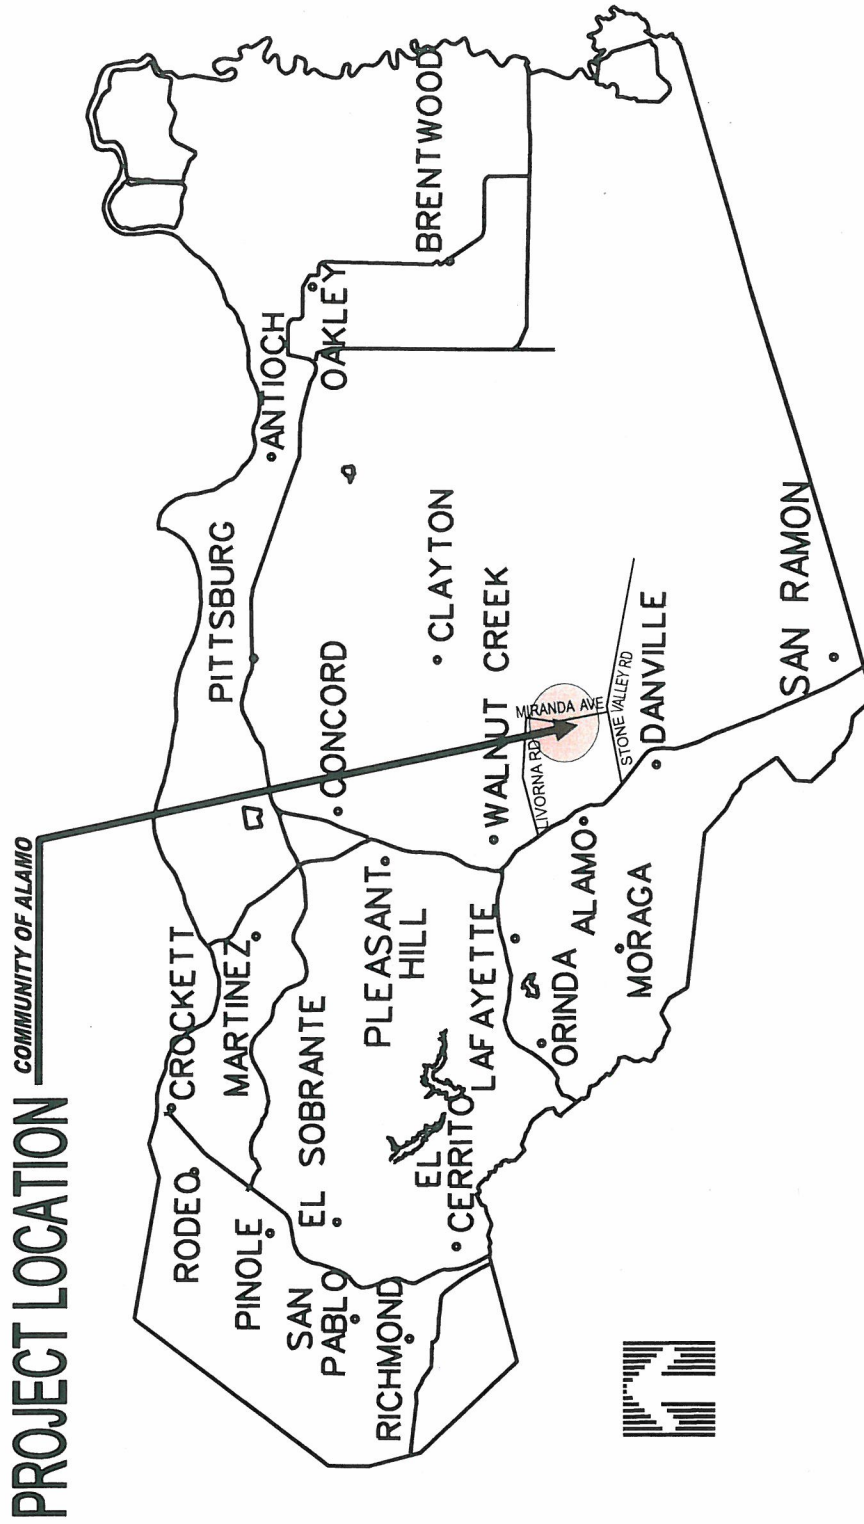 PROJECT LOCATION
COMMUNITY OF ALAMO
CROCKETT
RODEO
MARTINEZ
PITTSBURG
ANTIOCH
OAKLEY
PINOLE
EL SOBRANTE
CONCORD
SAN
PABLO
PLEASANT
HILL
CLAYTON
BRENTWOOD
RICHMOND
EL
CERRITO
LAFAYETTE
WALNUT CREEK
ORINDA
ALAMO
LIVORNA RD
MIRANDA AVE
STONE VALLEY RD
MORAGA
DANVILLE
SAN RAMON